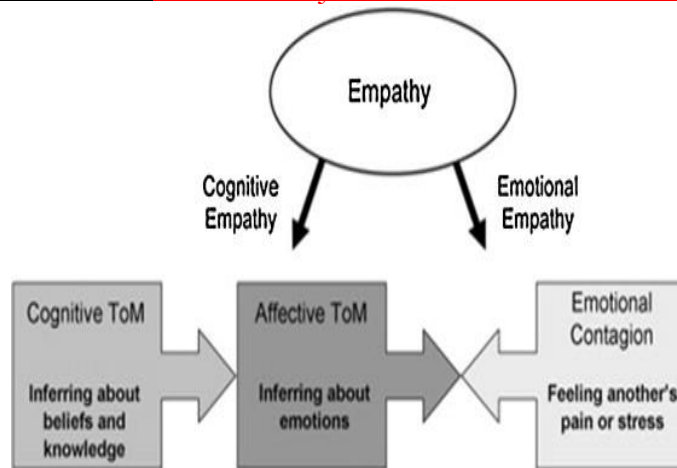 Empathy
Cognitive
Empathy
Emotional
Empathy
Cognitive ToM
Inferring about
beliefs and
knowledge
Affective ToM
Inferring about
emotions
Emotional
Contagion
Feeling another's
pain or stress